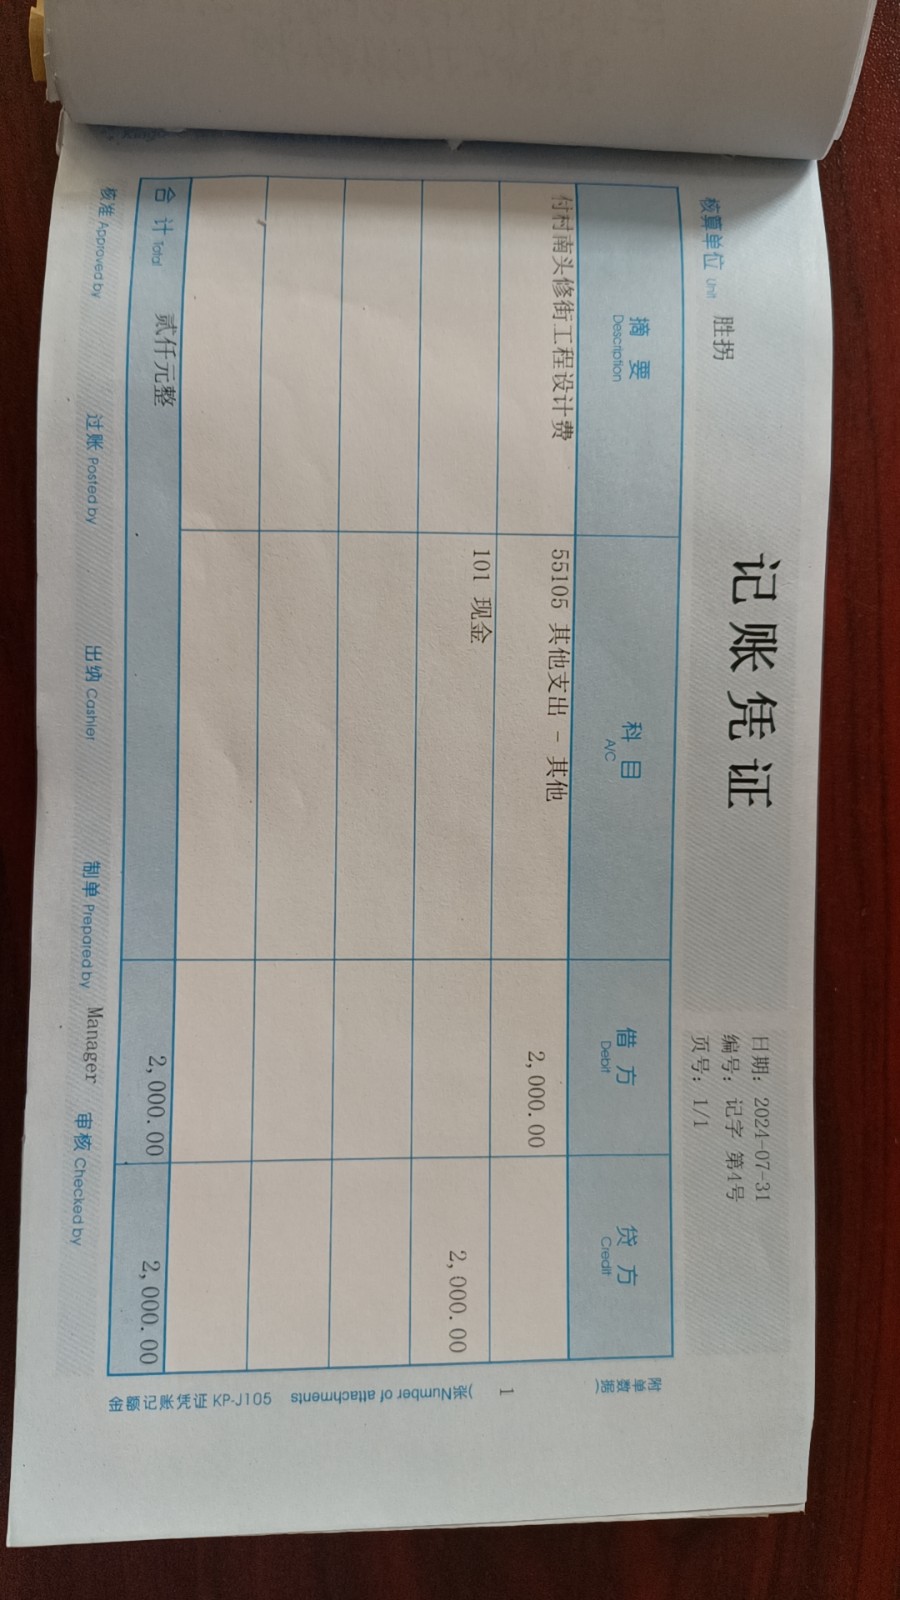 记账凭证
日期: 2024-07-31
编号: 记字 第4号
核算单位 Unit 胜拐
页号: 1/1
摘 要 Description 科 目 A/C 借 方 Debit 贷 方 Credit
付村南头修街工程设计费 55105 其他支出 - 其他 2,000.00
101 现金 2,000.00
合 计 Total 贰仟元整 2,000.00 2,000.00
核准 Approved by 过账 Posted by 出纳 Cashier 制单 Prepared by Manager 审核 Checked by
附单数据( 1 )张Number of attachments
金蝶记账凭证 KP-J105